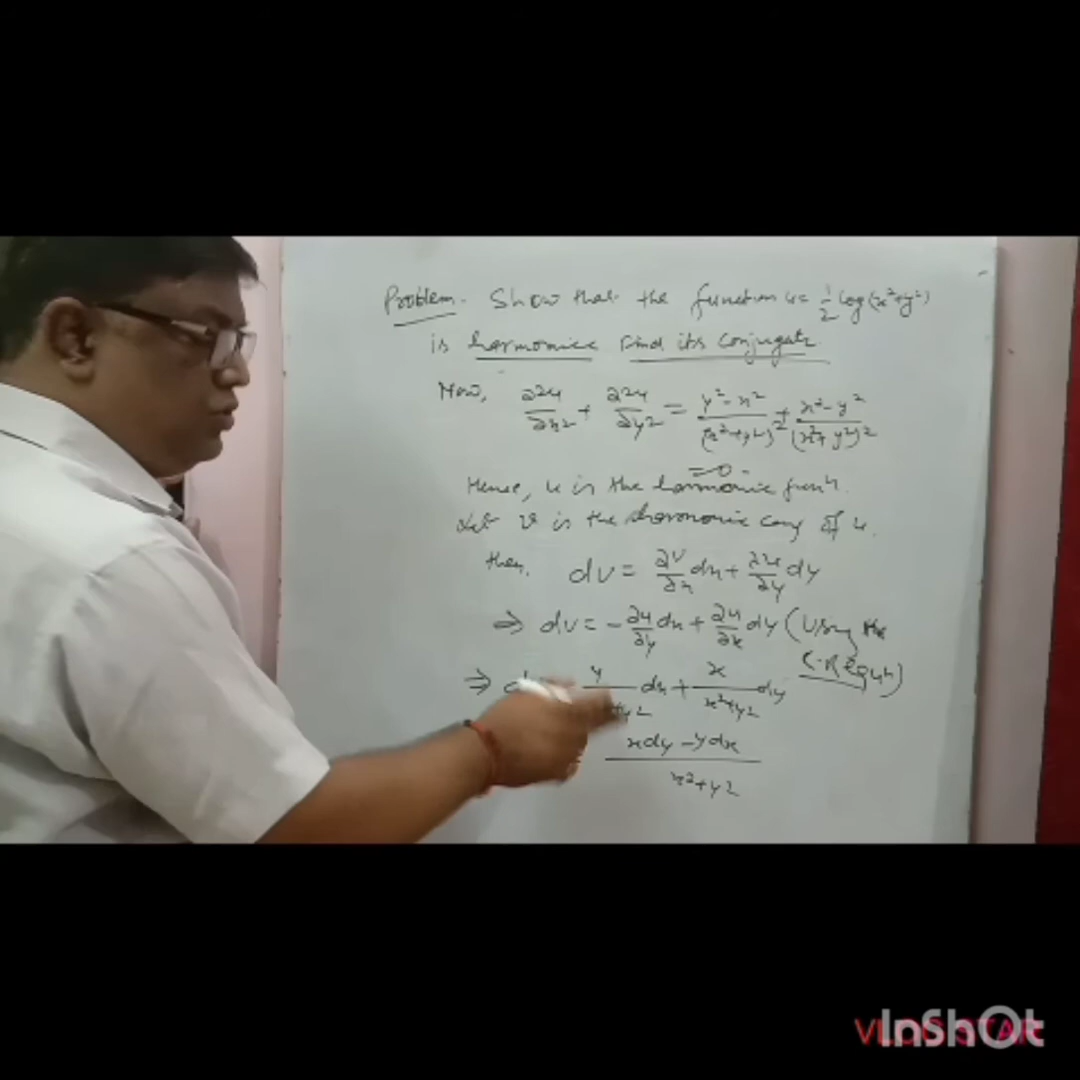 Problem. Show that the function u = 1/2 log(x²+y²)
is harmonic find its conjugate.
Now, ∂²u/∂x² + ∂²u/∂y² = y²-x²/(x²+y²)² + x²-y²/(x²+y²)²
= 0.
Hence, u is the harmonic
Let v is the harmonic conj of u.
then, dv = ∂v/∂x dx + ∂v/∂y dy
⇒ dv = -∂u/∂y dx + ∂u/∂x dy (using the
C-R equn)
⇒ y dx + x/x²+y² dy
xdy - ydx/x²+y²
InShOt